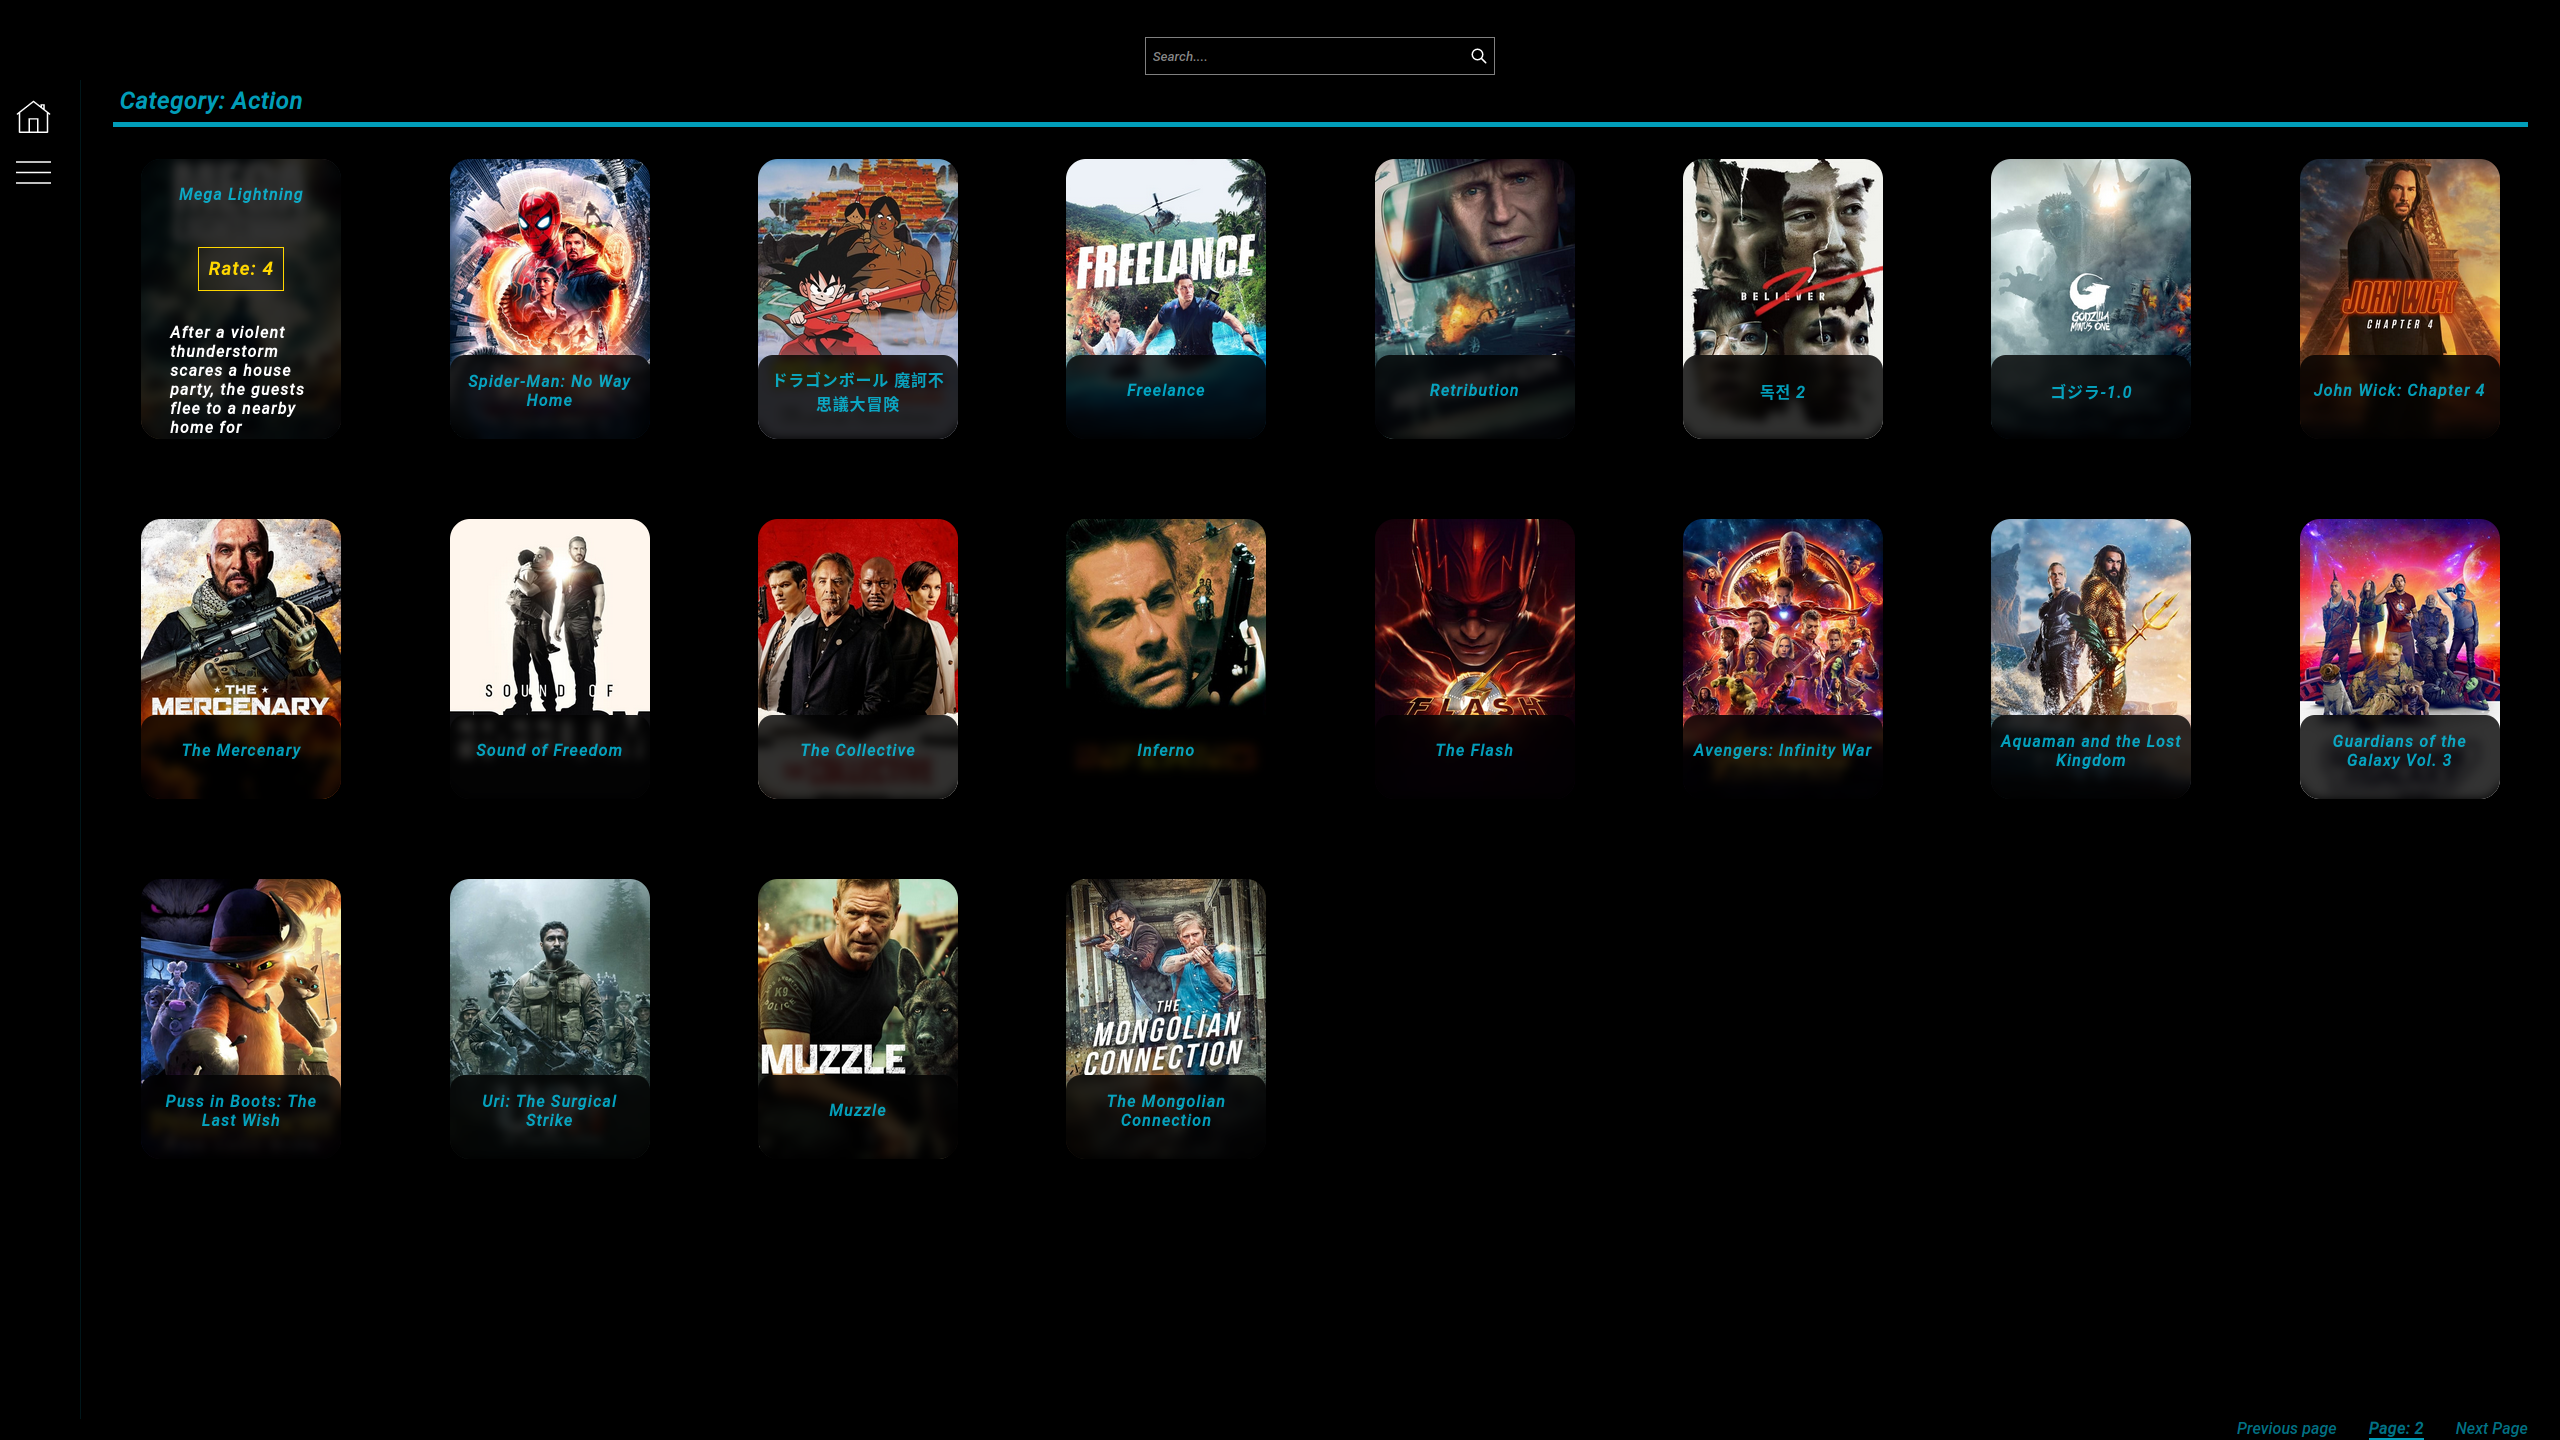 Search....
Category: Action
Mega Lightning
Rate: 4
After a violent
thunderstorm
scares a house
party, the guests
flee to a nearby
home for
Spider-Man: No Way
Home
ドラゴンボール 魔訶不
思議大冒険
FREELANCE
Freelance
Retribution
BELIEVER
2
독전 2
GODZILLA
MINUS ONE
ゴジラ-1.0
JOHN WICK
CHAPTER 4
John Wick: Chapter 4
THE
MERCENARY
The Mercenary
SOUND OF
Sound of Freedom
The Collective
Inferno
FLASH
The Flash
Avengers: Infinity War
Aquaman and the Lost
Kingdom
Guardians of the
Galaxy Vol. 3
Puss in Boots: The
Last Wish
Uri: The Surgical
Strike
K9
MUZZLE
Muzzle
THE
MONGOLIAN
CONNECTION
The Mongolian
Connection
Previous page
Page: 2
Next Page